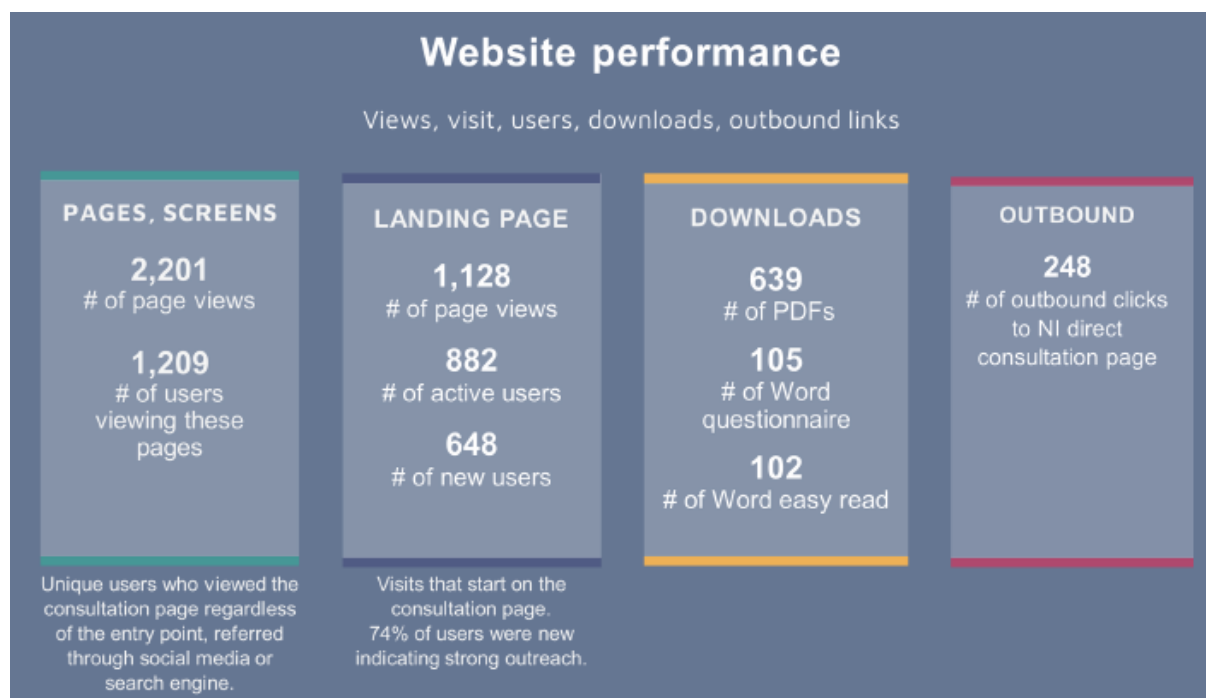 Website performance
Views, visit, users, downloads, outbound links
PAGES, SCREENS
2,201
# of page views
1,209
# of users
viewing these
pages
Unique users who viewed the
consultation page regardless
of the entry point, referred
through social media or
search engine.
LANDING PAGE
1,128
# of page views
882
# of active users
648
# of new users
Visits that start on the
consultation page.
74% of users were new
indicating strong outreach.
DOWNLOADS
639
# of PDFs
105
# of Word
questionnaire
102
# of Word easy read
OUTBOUND
248
# of outbound clicks
to NI direct
consultation page